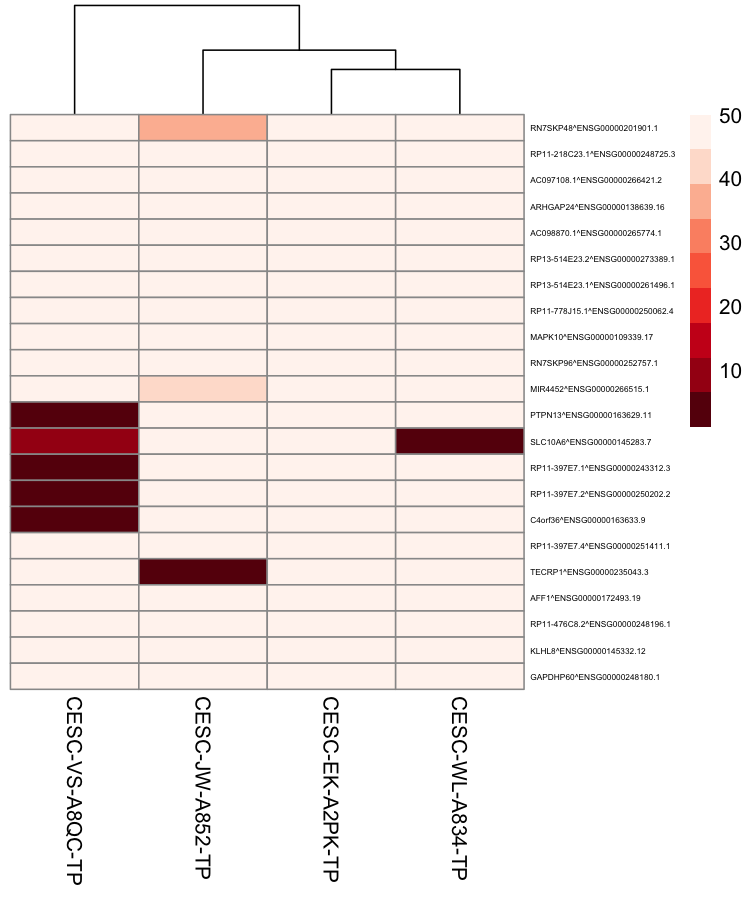 50
40
30
20
10
RN7SKP48^ENSG00000201901.1
RP11-218C23.1^ENSG00000248725.3
AC097108.1^ENSG00000266421.2
ARHGAP24^ENSG00000138639.16
AC098870.1^ENSG00000265774.1
RP13-514E23.2^ENSG00000273389.1
RP13-514E23.1^ENSG00000261496.1
RP11-778J15.1^ENSG00000250062.4
MAPK10^ENSG00000109339.17
RN7SKP96^ENSG00000252757.1
MIR4452^ENSG00000266515.1
PTPN13^ENSG00000163629.11
SLC10A6^ENSG00000145283.7
RP11-397E7.1^ENSG00000243312.3
RP11-397E7.2^ENSG00000250202.2
C4orf36^ENSG00000163633.9
RP11-397E7.4^ENSG00000251411.1
TECRP1^ENSG00000235043.3
AFF1^ENSG00000172493.19
RP11-476C8.2^ENSG00000248196.1
KLHL8^ENSG00000145332.12
GAPDHP60^ENSG00000248180.1
CESC-VS-A8QC-TP
CESC-JW-A852-TP
CESC-EK-A2PK-TP
CESC-WL-A834-TP